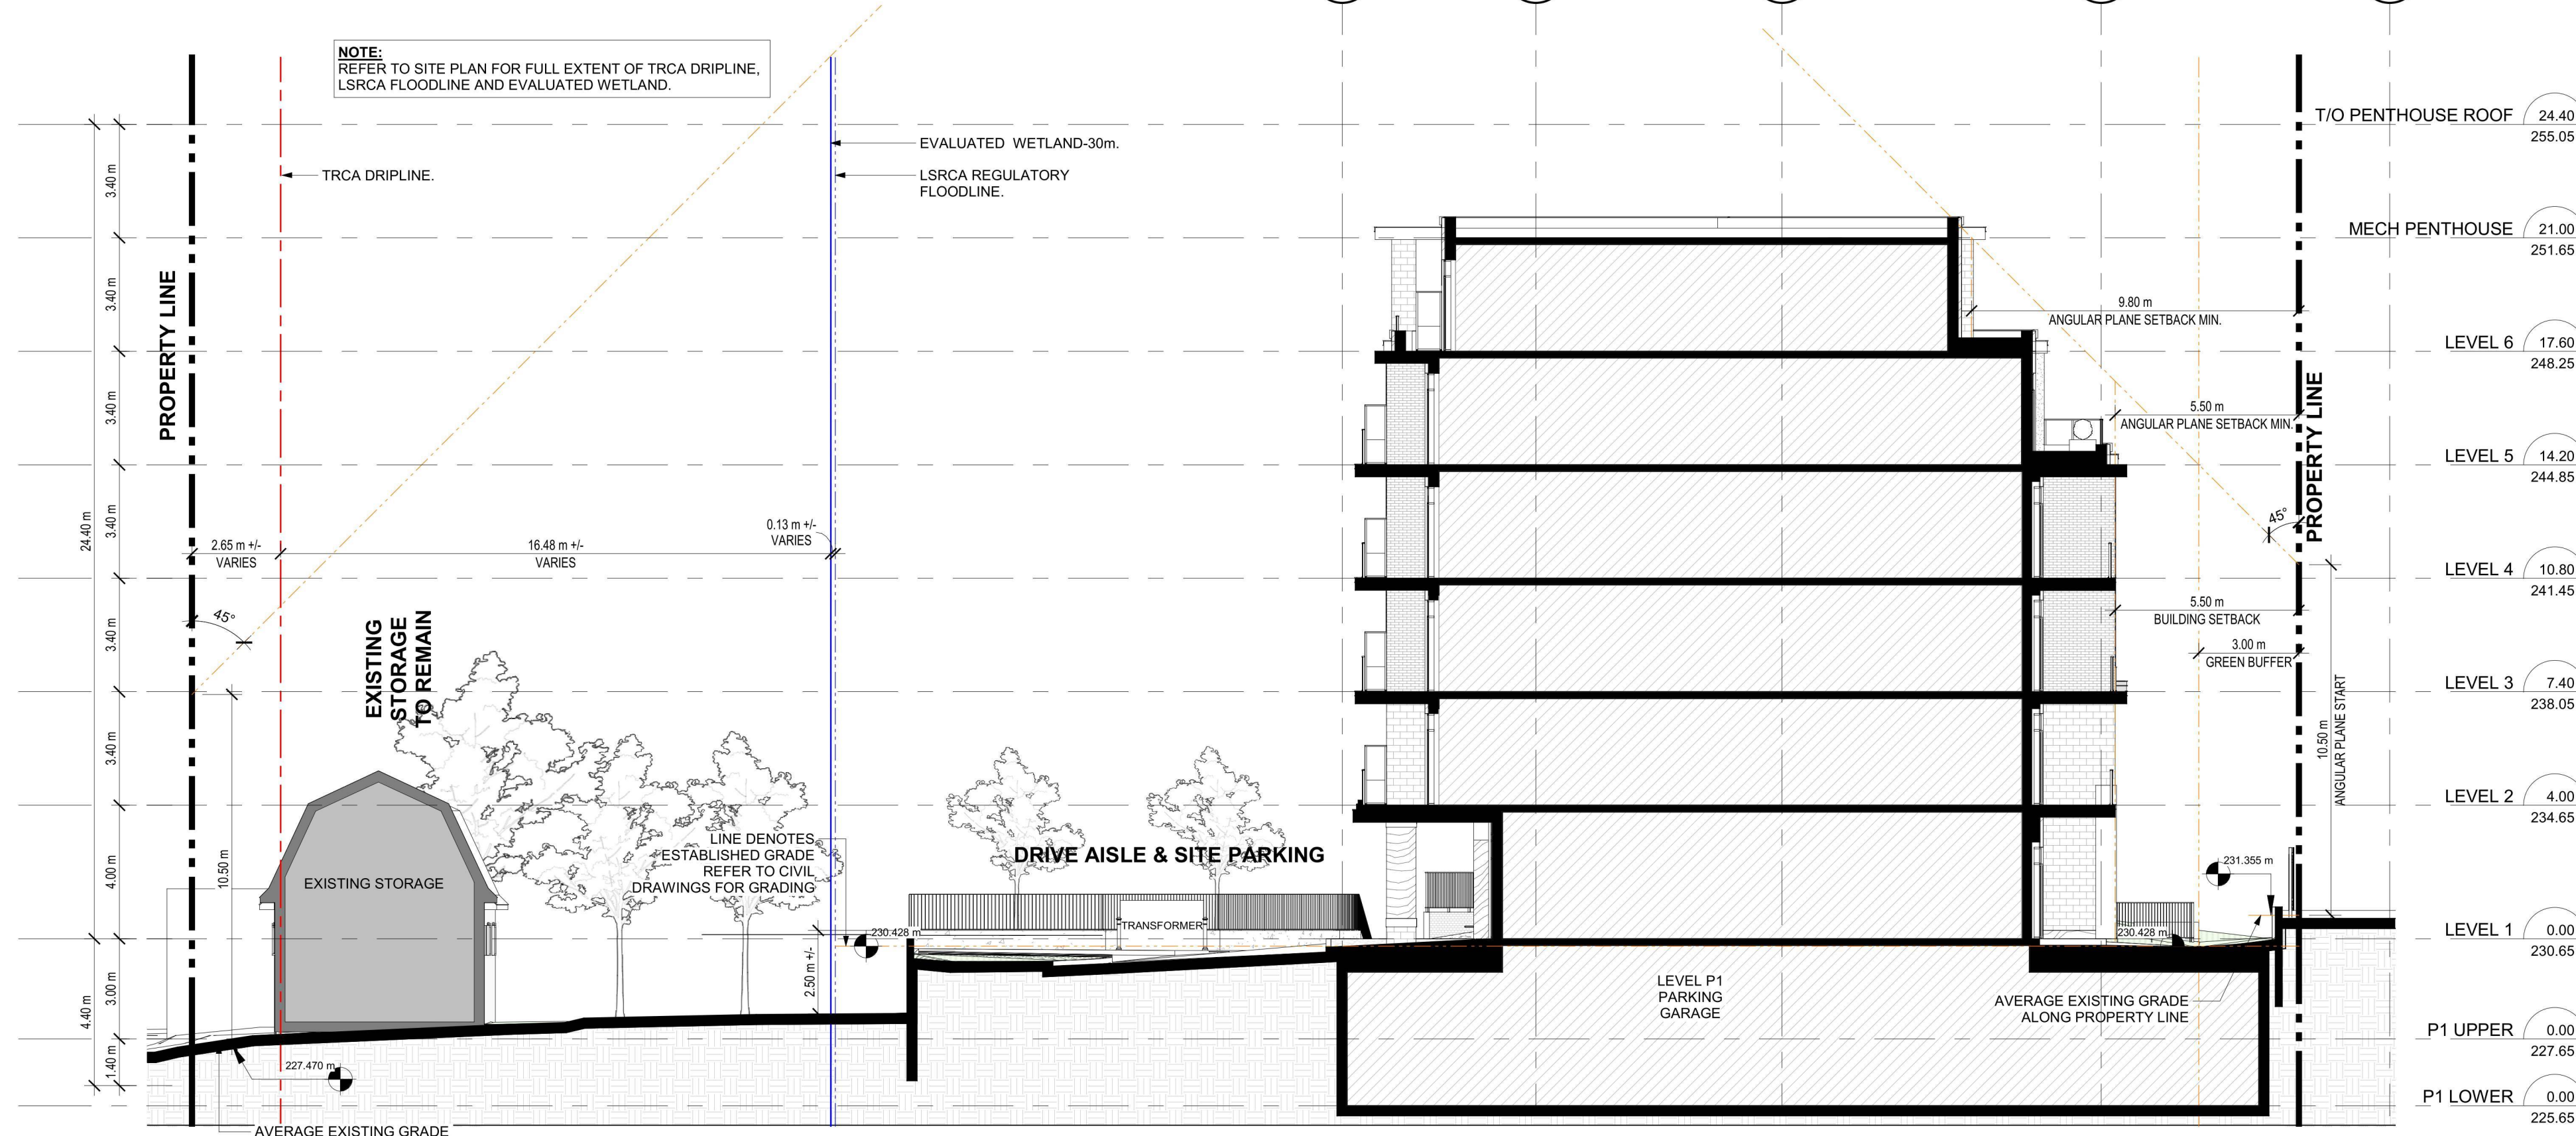 NOTE:
REFER TO SITE PLAN FOR FULL EXTENT OF TRCA DRIPLINE,
LSRCA FLOODLINE AND EVALUATED WETLAND.
TRCA DRIPLINE.
EVALUATED WETLAND-30m.
LSRCA REGULATORY
FLOODLINE.
PROPERTY LINE
24.40 m
3.40 m
3.40 m
3.40 m
3.40 m
3.40 m
3.40 m
4.00 m
4.40 m
3.00 m
1.40 m
2.65 m +/-
VARIES
16.48 m +/-
VARIES
0.13 m +/-
VARIES
45°
10.50 m
EXISTING
STORAGE
TO REMAIN
EXISTING STORAGE
227.470 m
AVERAGE EXISTING GRADE
LINE DENOTES
ESTABLISHED GRADE
REFER TO CIVIL
DRAWINGS FOR GRADING
2.50 m +/-
230.428 m
DRIVE AISLE & SITE PARKING
TRANSFORMER
LEVEL P1
PARKING
GARAGE
9.80 m
ANGULAR PLANE SETBACK MIN.
5.50 m
ANGULAR PLANE SETBACK MIN.
PROPERTY LINE
45°
5.50 m
BUILDING SETBACK
3.00 m
GREEN BUFFER
10.50 m
ANGULAR PLANE START
231.355 m
230.428 m
AVERAGE EXISTING GRADE
ALONG PROPERTY LINE
T/O PENTHOUSE ROOF 24.40
255.05
MECH PENTHOUSE 21.00
251.65
LEVEL 6 17.60
248.25
LEVEL 5 14.20
244.85
LEVEL 4 10.80
241.45
LEVEL 3 7.40
238.05
LEVEL 2 4.00
234.65
LEVEL 1 0.00
230.65
P1 UPPER 0.00
227.65
P1 LOWER 0.00
225.65